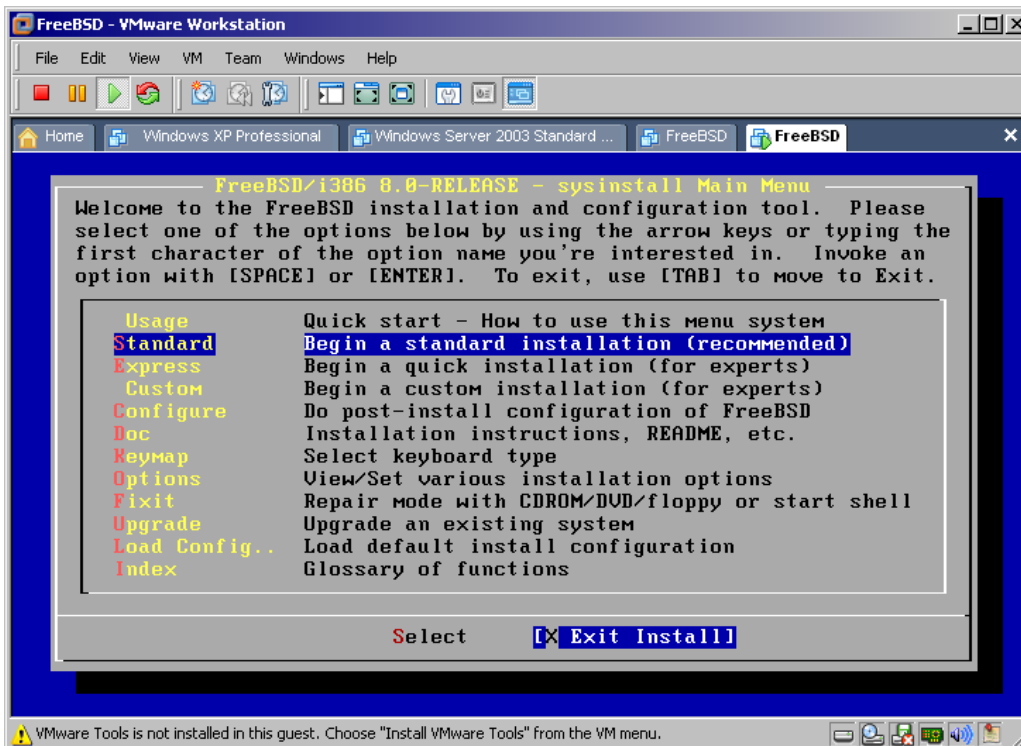 FreeBSD - VMware Workstation
File Edit View VM Team Windows Help
Home Windows XP Professional Windows Server 2003 Standard ... FreeBSD FreeBSD
FreeBSD/i386 8.0-RELEASE - sysinstall Main Menu
Welcome to the FreeBSD installation and configuration tool. Please
select one of the options below by using the arrow keys or typing the
first character of the option name you're interested in. Invoke an
option with [SPACE] or [ENTER]. To exit, use [TAB] to move to Exit.
Usage Quick start - How to use this menu system
Standard Begin a standard installation (recommended)
Express Begin a quick installation (for experts)
Custom Begin a custom installation (for experts)
Configure Do post-install configuration of FreeBSD
Doc Installation instructions, README, etc.
Keymap Select keyboard type
Options View/Set various installation options
Fixit Repair mode with CDROM/DVD/floppy or start shell
Upgrade Upgrade an existing system
Load Config.. Load default install configuration
Index Glossary of functions
Select [X Exit Install]
VMware Tools is not installed in this guest. Choose "Install VMware Tools" from the VM menu.